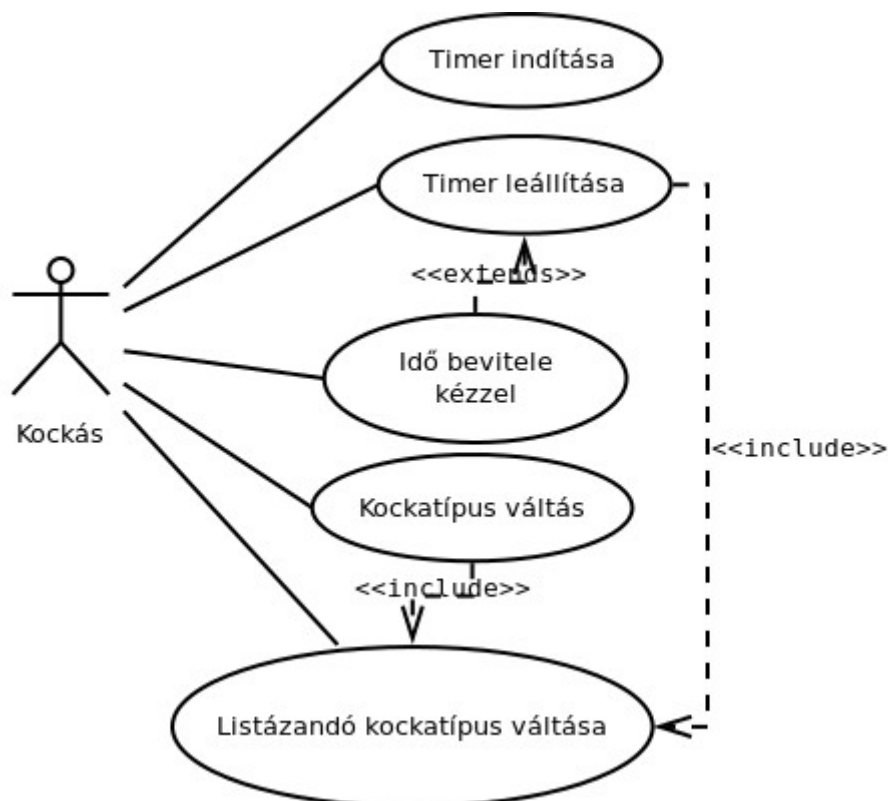 Timer indítása
Timer leállítása
<<extends>>
Idő bevitele
kézzel
Kockás
<<include>>
Kockatípus váltás
<<include>>
Listázandó kockatípus váltása